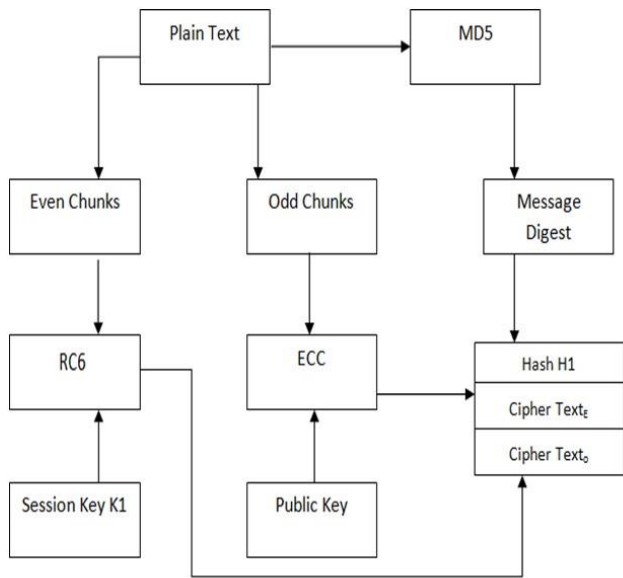 Plain Text
MD5
Even Chunks
Odd Chunks
Message
Digest
RC6
ECC
Hash H1
Cipher TextE
Cipher TextO
Session Key K1
Public Key